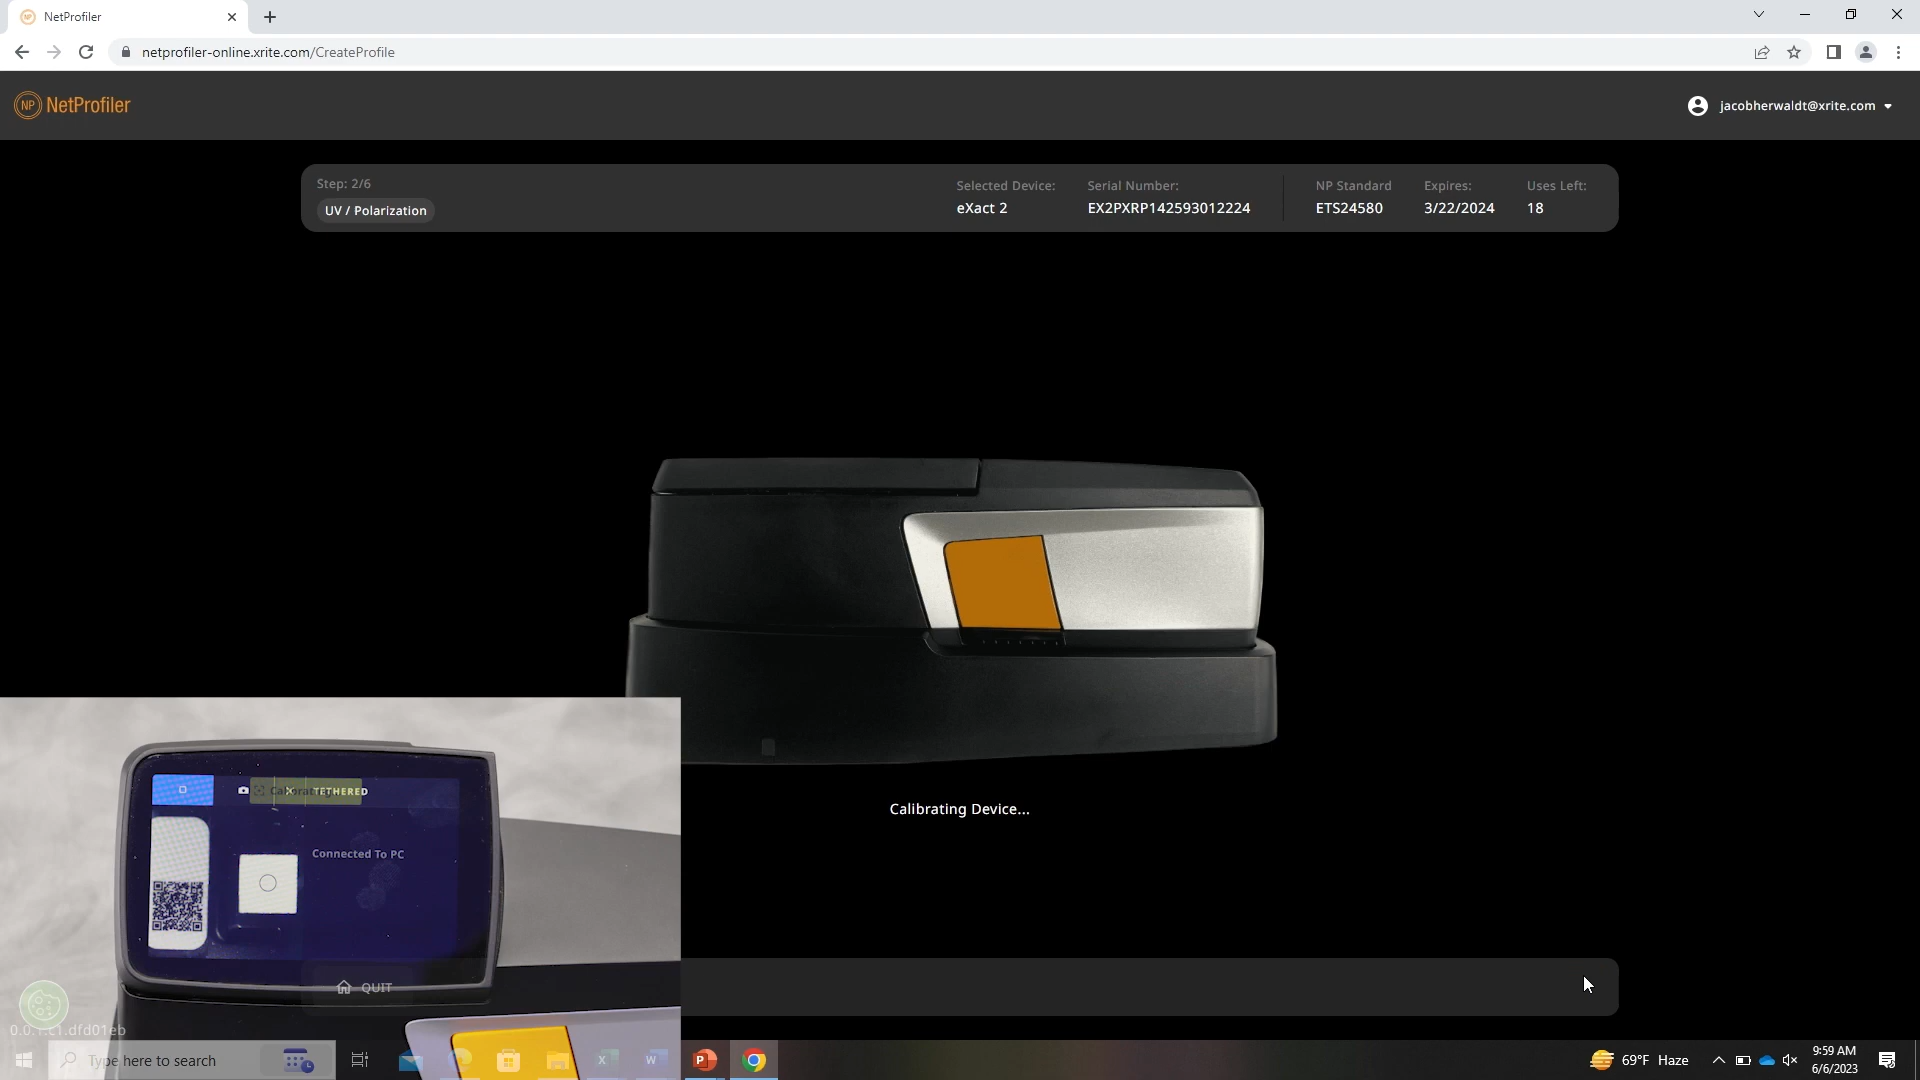 NetProfiler
netprofiler-online.xrite.com/CreateProfile
NP NetProfiler
jacobherwaldt@xrite.com
Step: 2/6
UV / Polarization
Selected Device:
eXact 2
Serial Number:
EX2PXRP142593012224
NP Standard
ETS24580
Expires:
3/22/2024
Uses Left:
18
Calibrating Device...
TETHERED
Connected To PC
QUIT
Type here to search
69°F Haze
9:59 AM
6/6/2023